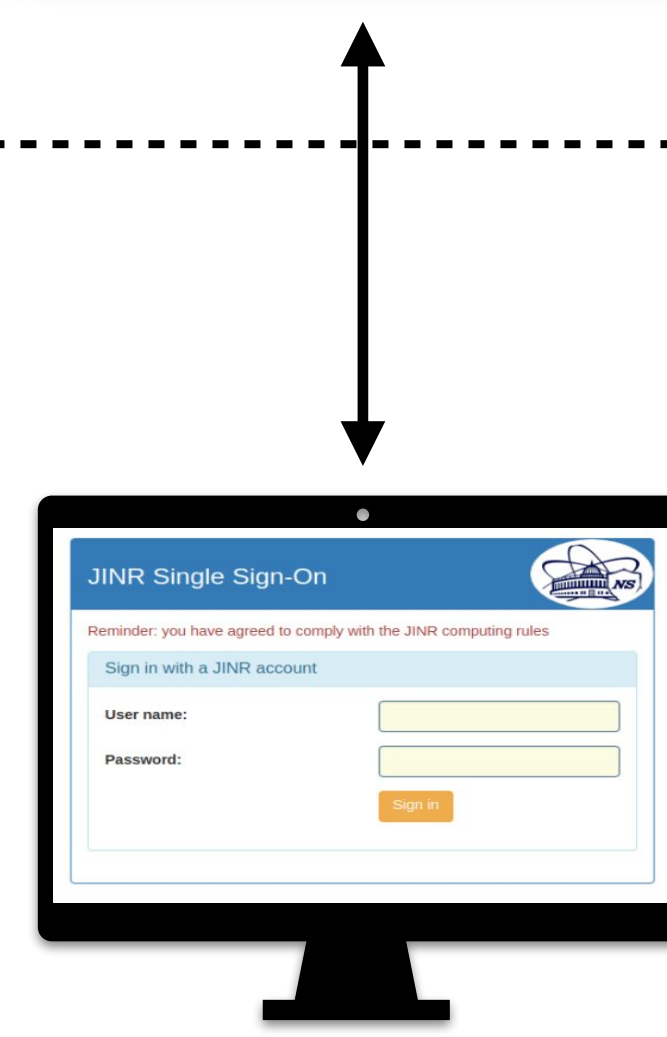 JINR Single Sign-On
NS
Reminder: you have agreed to comply with the JINR computing rules
Sign in with a JINR account
User name:
Password:
Sign in